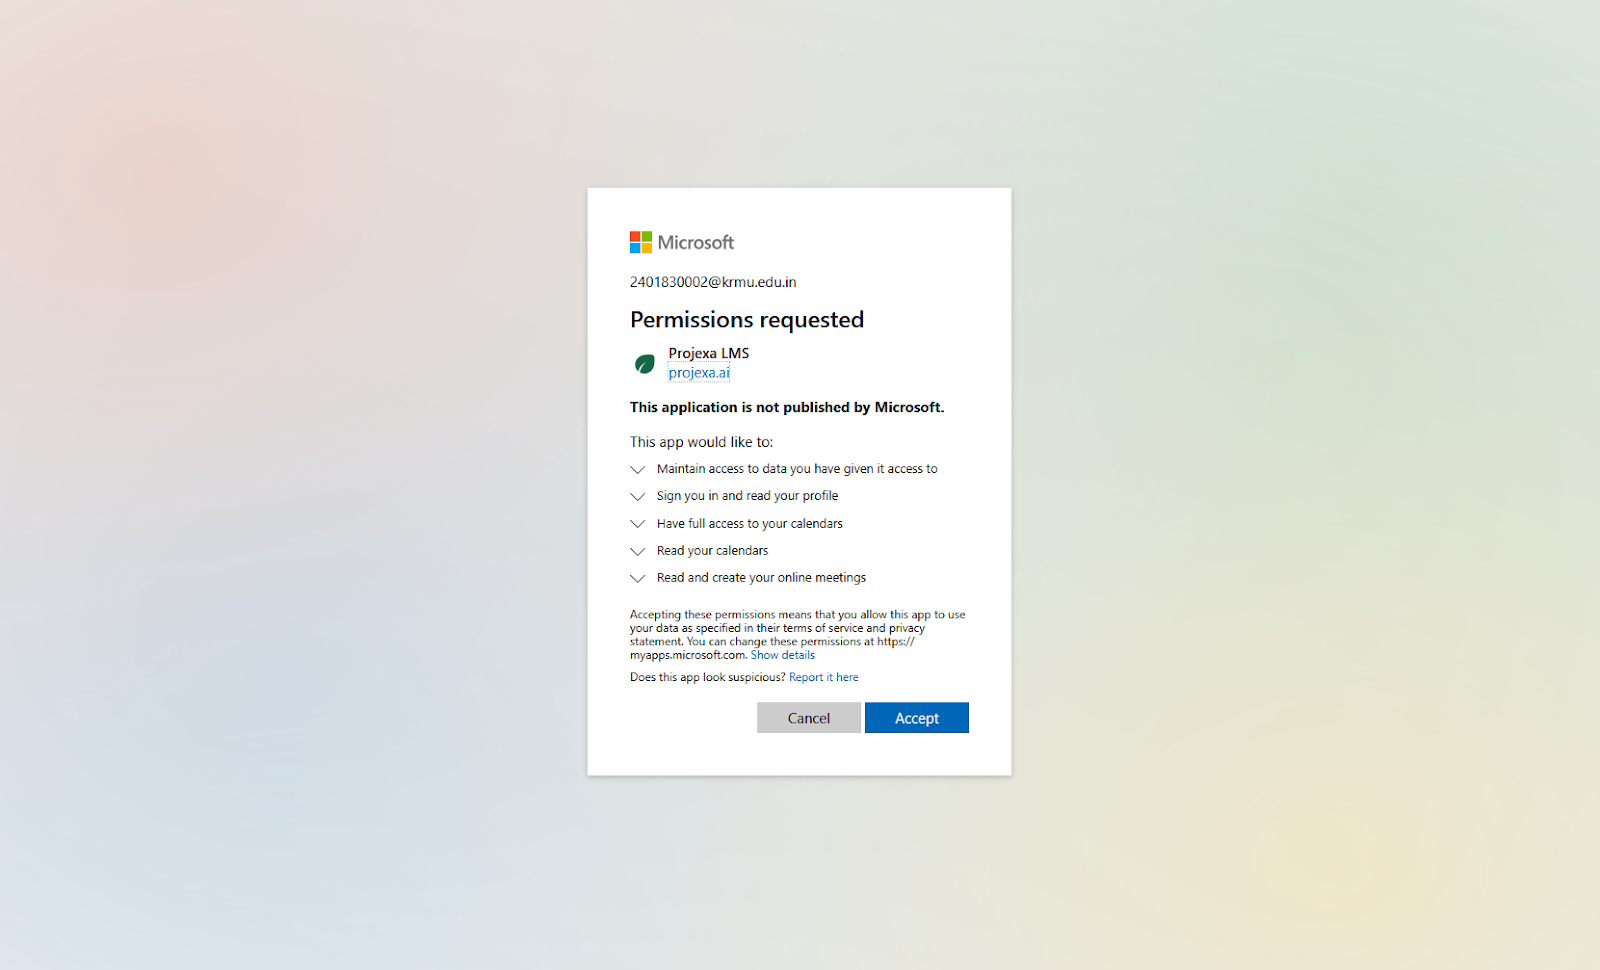 Microsoft
2401830002@krmu.edu.in
Permissions requested
Projexa LMS
projexa.ai
This application is not published by Microsoft.
This app would like to:
Maintain access to data you have given it access to
Sign you in and read your profile
Have full access to your calendars
Read your calendars
Read and create your online meetings
Accepting these permissions means that you allow this app to use
your data as specified in their terms of service and privacy
statement. You can change these permissions at https://
myapps.microsoft.com. Show details
Does this app look suspicious? Report it here
Cancel
Accept